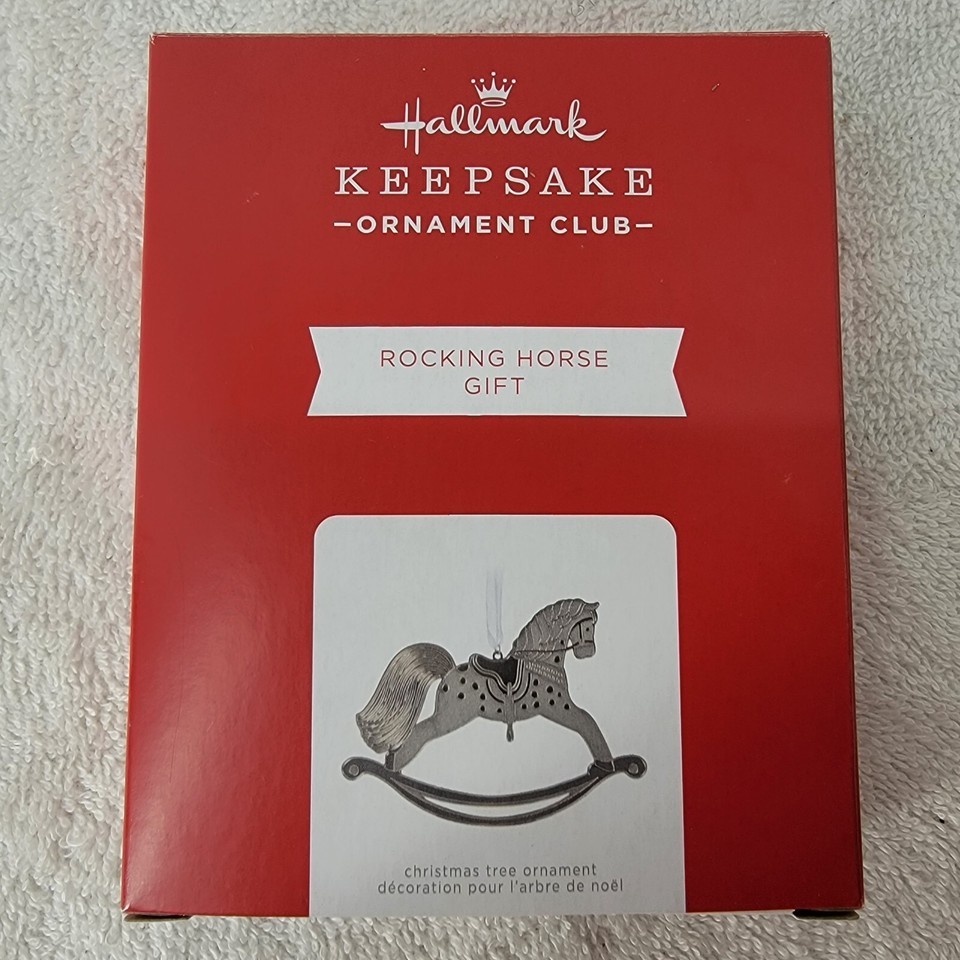 Hallmark
KEEPSAKE
–ORNAMENT CLUB–
ROCKING HORSE
GIFT
christmas tree ornament
décoration pour l'arbre de noël